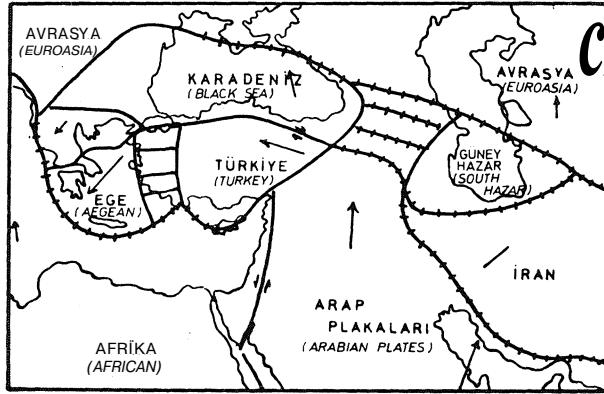 AVRASYA
(EUROASIA)
C
KARADENİZ
(BLACK SEA)
AVRASYA
(EUROASIA)
GUNEY
HAZAR
(SOUTH
HAZAR)
TÜRKİYE
(TURKEY)
EGE
(AEGEAN)
İRAN
ARAP
PLAKALARI
(ARABIAN PLATES)
AFRİKA
(AFRICAN)